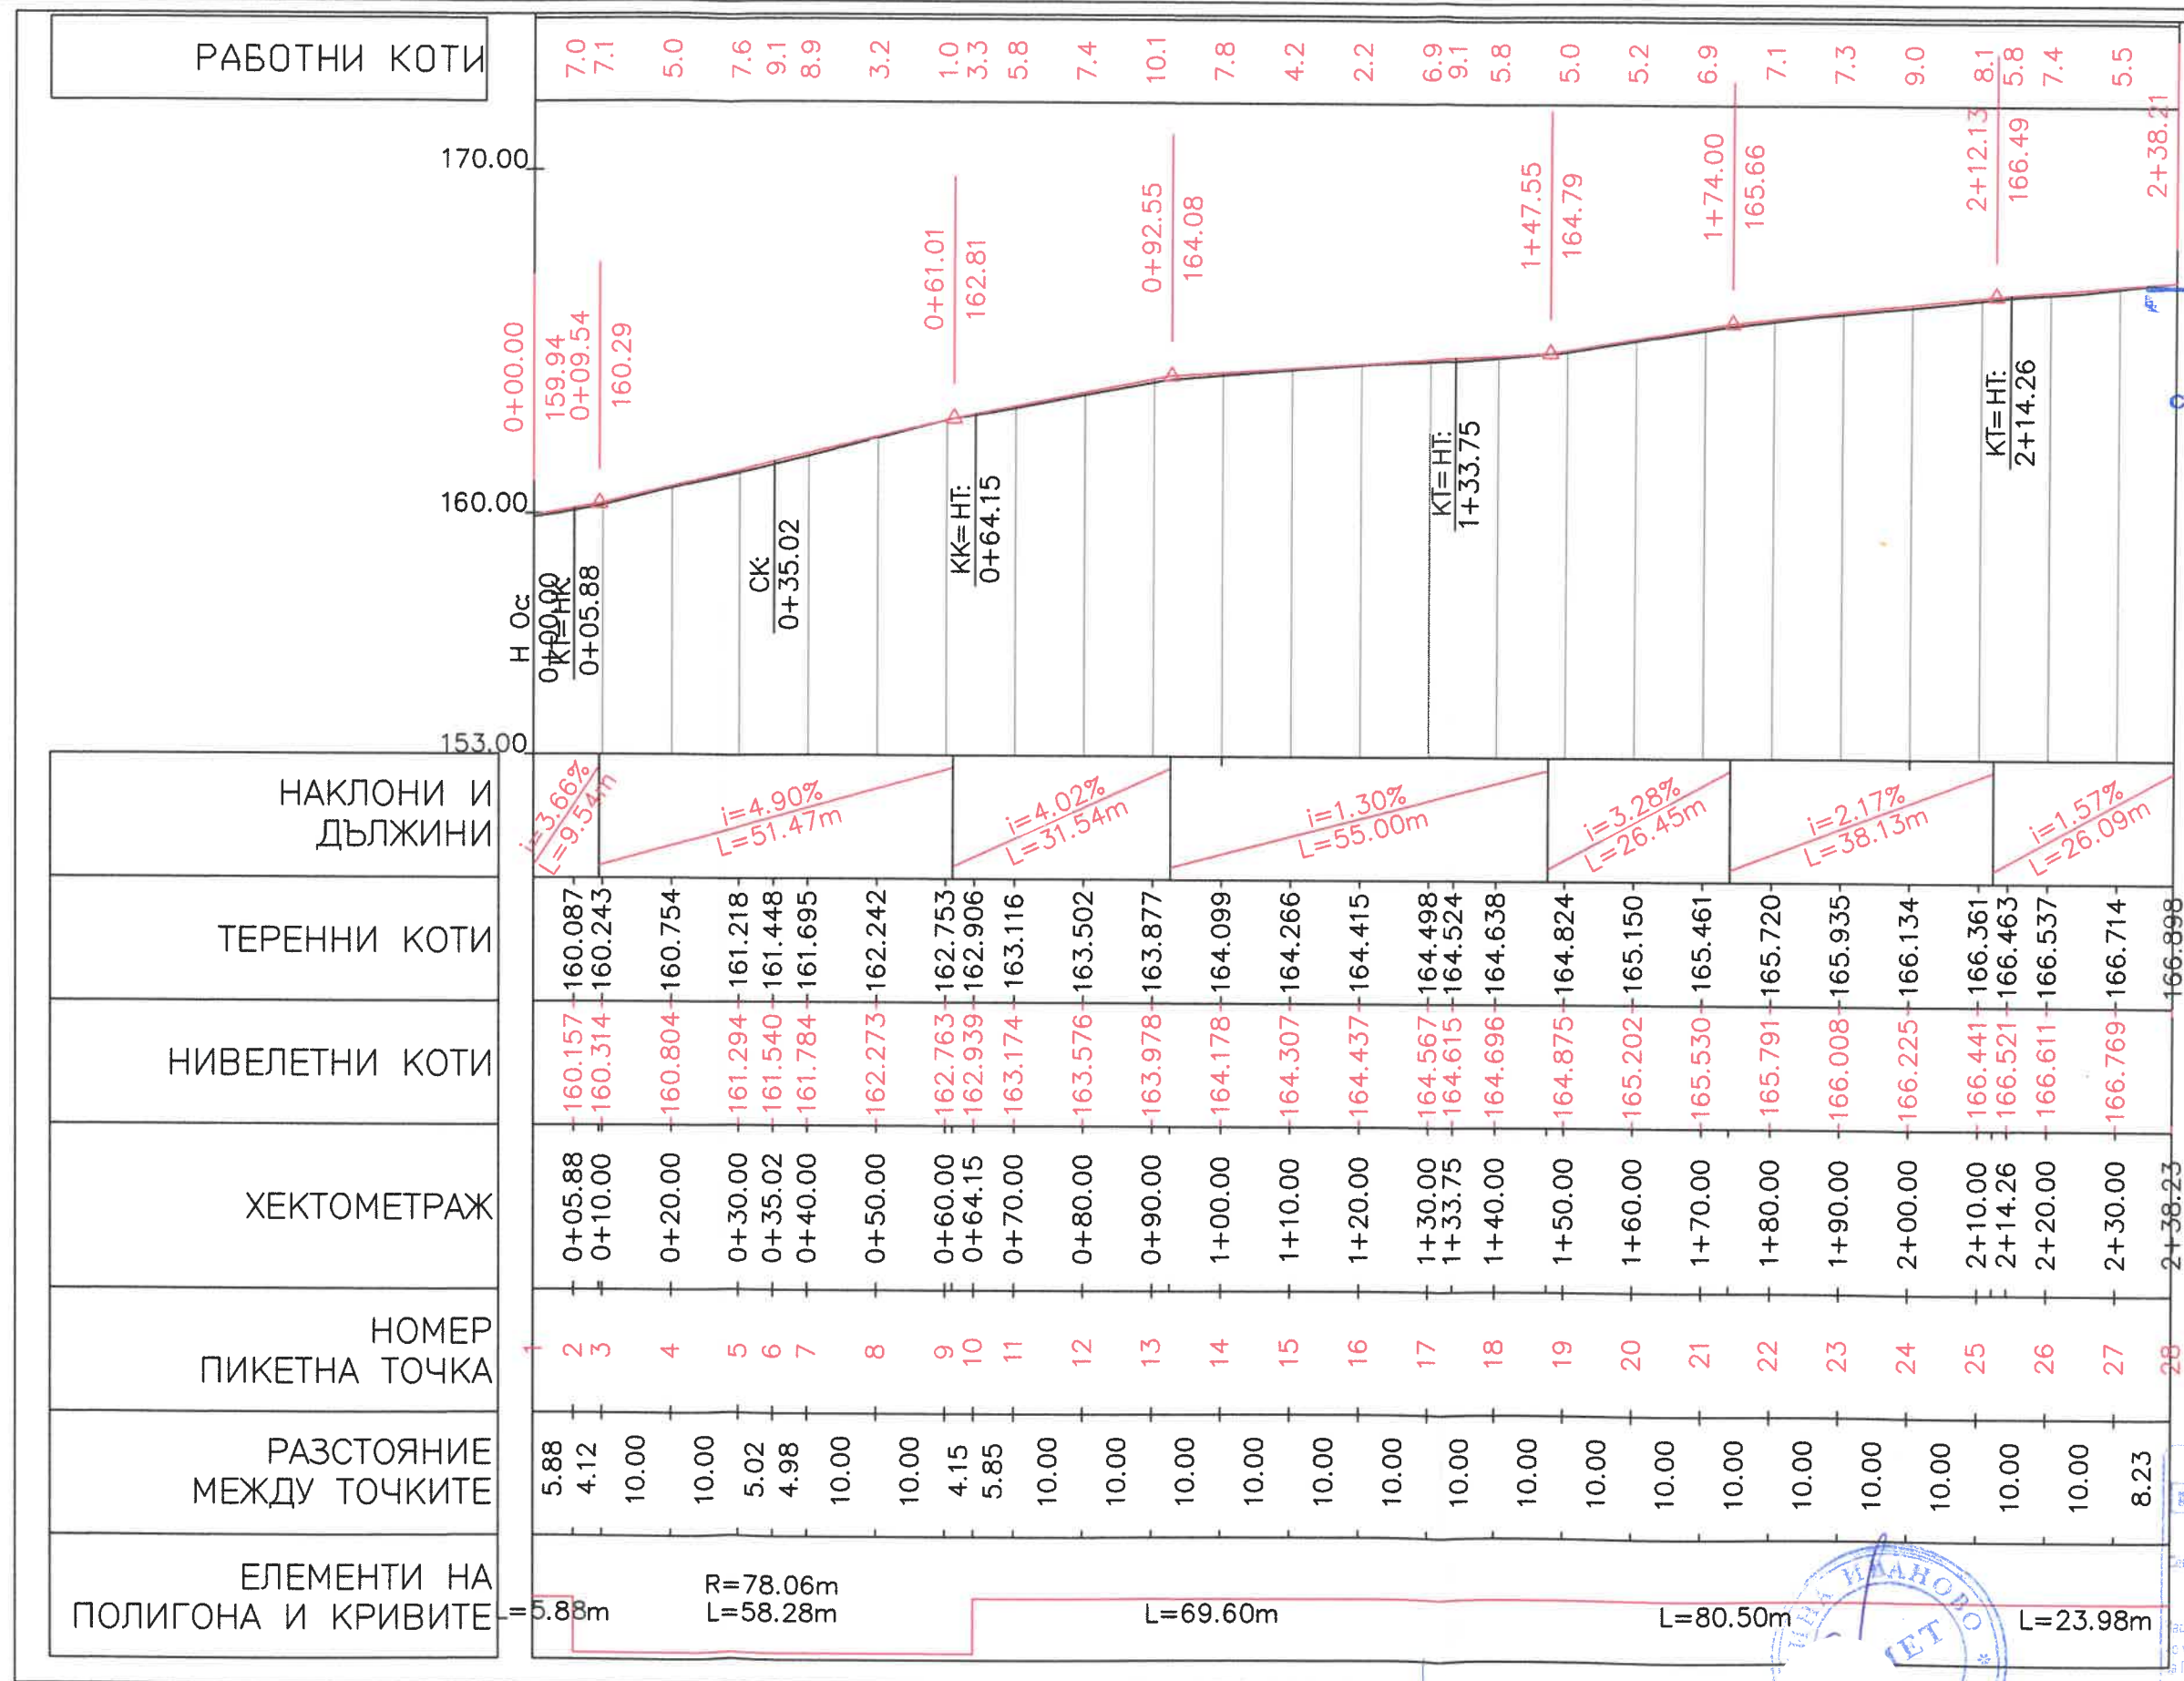 РАБОТНИ КОТИ
7.0 7.1 5.0 7.6 9.1 8.9 3.2 1.0 3.3 5.8 7.4 10.1 7.8 4.2 2.2 6.9 9.1 5.8 5.0 5.2 6.9 7.1 7.3 9.0 8.1 5.8 7.4 5.5
170.00
160.00
153.00
0+00.00
159.94
0+09.54
160.29
0+61.01
162.81
0+92.55
164.08
1+47.55
164.79
1+74.00
165.66
2+12.13
166.49
2+38.21
Н Ос:
0+00.00
КТ=НК:
0+05.88
СК:
0+35.02
КК=НТ:
0+64.15
КТ=НТ:
1+33.75
КТ=НТ:
2+14.26
НАКЛОНИ И
ДЪЛЖИНИ
i=3.66%
L=9.54m
i=4.90%
L=51.47m
i=4.02%
L=31.54m
i=1.30%
L=55.00m
i=3.28%
L=26.45m
i=2.17%
L=38.13m
i=1.57%
L=26.09m
ТЕРЕННИ КОТИ
160.087 160.243 160.754 161.218 161.448 161.695 162.242 162.753 162.906 163.116 163.502 163.877 164.099 164.266 164.415 164.498 164.524 164.638 164.824 165.150 165.461 165.720 165.935 166.134 166.361 166.463 166.537 166.714 166.898
НИВЕЛЕТНИ КОТИ
160.157 160.314 160.804 161.294 161.540 161.784 162.273 162.763 162.939 163.174 163.576 163.978 164.178 164.307 164.437 164.567 164.615 164.696 164.875 165.202 165.530 165.791 166.008 166.225 166.441 166.521 166.611 166.769
ХЕКТОМЕТРАЖ
0+05.88 0+10.00 0+20.00 0+30.00 0+35.02 0+40.00 0+50.00 0+60.00 0+64.15 0+70.00 0+80.00 0+90.00 1+00.00 1+10.00 1+20.00 1+30.00 1+33.75 1+40.00 1+50.00 1+60.00 1+70.00 1+80.00 1+90.00 2+00.00 2+10.00 2+14.26 2+20.00 2+30.00 2+38.23
НОМЕР
ПИКЕТНА ТОЧКА
1 2 3 4 5 6 7 8 9 10 11 12 13 14 15 16 17 18 19 20 21 22 23 24 25 26 27 28
РАЗСТОЯНИЕ
МЕЖДУ ТОЧКИТЕ
5.88 4.12 10.00 10.00 5.02 4.98 10.00 10.00 4.15 5.85 10.00 10.00 10.00 10.00 10.00 10.00 10.00 10.00 10.00 10.00 10.00 10.00 10.00 10.00 10.00 10.00 8.23
ЕЛЕМЕНТИ НА
ПОЛИГОНА И КРИВИТЕ
L=5.88m
R=78.06m
L=58.28m
L=69.60m
L=80.50m
L=23.98m
ИВАНОВО